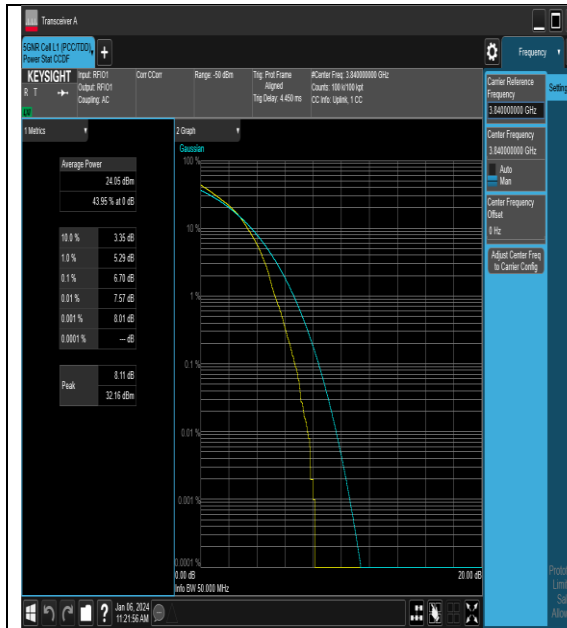 Transceiver A
5GNR Cell L1 (PCC/TDD),
Power Stat CCDF
Frequency
KEYSIGHT
R T
Input: RFIO1
Output: RFIO1
Coupling: AC
Corr CCorr
Range: -50 dBm
Trig: Prot Frame
Aligned
Trig Delay: 4.450 ms
#Center Freq: 3.840000000 GHz
Counts: 100 k/100 kpt
CC Info: Uplink, 1 CC
1 Metrics
Average Power
24.05 dBm
43.95 % at 0 dB
10.0 % 3.35 dB
1.0 % 5.29 dB
0.1 % 6.70 dB
0.01 % 7.57 dB
0.001 % 8.01 dB
0.0001 % --- dB
Peak
8.11 dB
32.16 dBm
2 Graph
Gaussian
100 %
10 %
1 %
0.1 %
0.01 %
0.001 %
0.0001 %
0.00 dB
20.00 dB
Info BW 50.000 MHz
Carrier Reference
Frequency
3.840000000 GHz
Center Frequency
3.840000000 GHz
Auto
Man
Center Frequency
Offset
0 Hz
Adjust Center Freq
to Carrier Config
Setting
Proto
Limi
Sa
Allow
Jan 06, 2024
11:21:56 AM